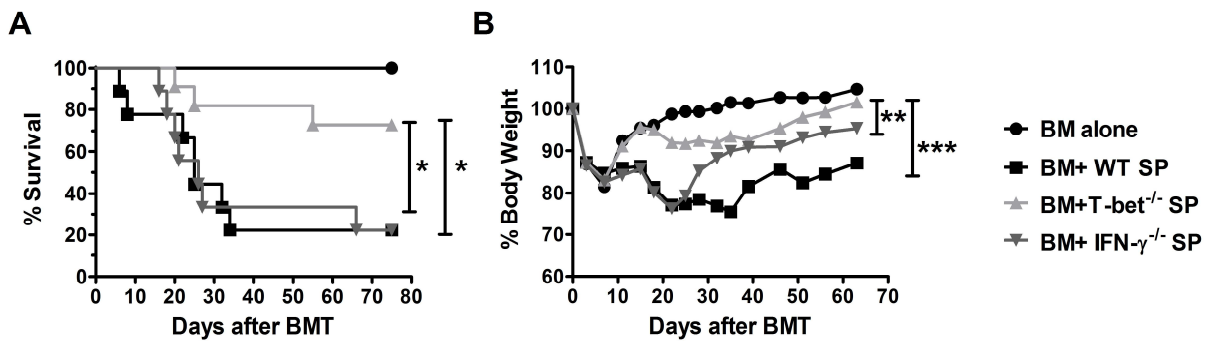 A
% Survival
100
80
60
40
20
0
0 10 20 30 40 50 60 70 80
Days after BMT
* *
B
% Body Weight
110
100
90
80
70
60
0 10 20 30 40 50 60 70
Days after BMT
**
***
BM alone
BM+ WT SP
BM+T-bet-/- SP
BM+ IFN-γ-/- SP